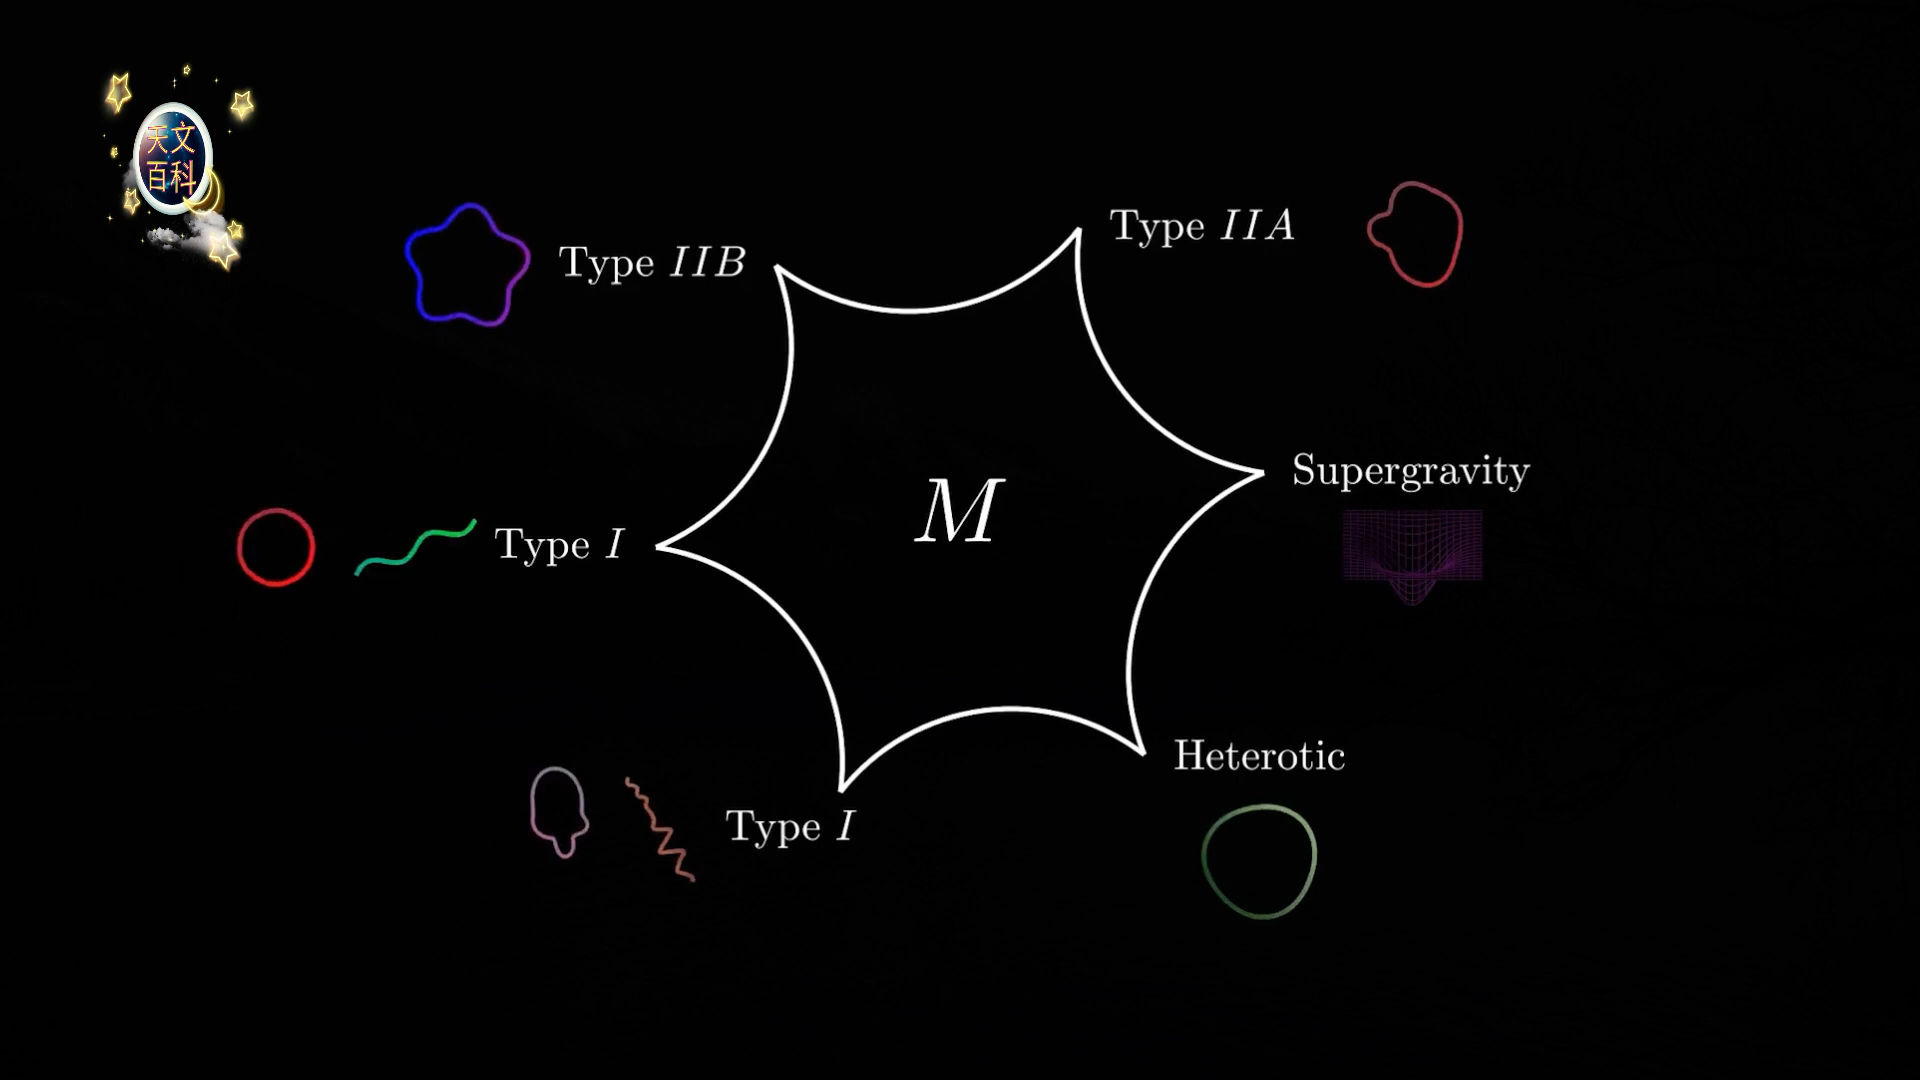 天文
百科
Type IIA
Type IIB
Supergravity
M
Type I
Heterotic
Type I